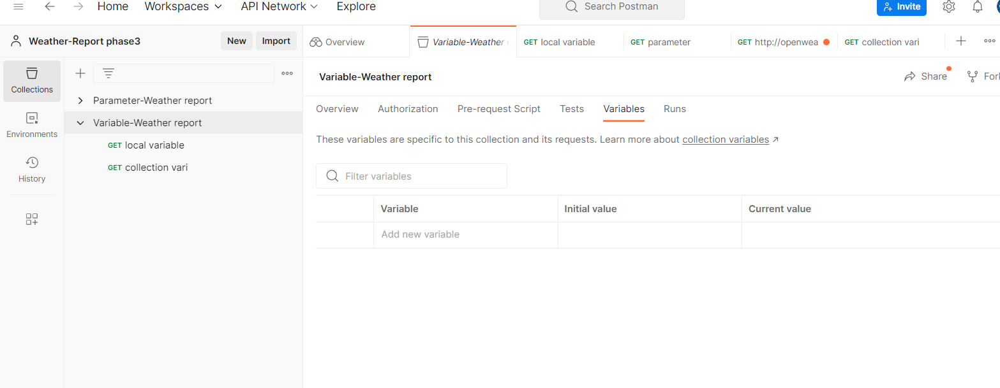 Home Workspaces API Network Explore Search Postman Invite
Weather-Report phase3 New Import
Overview Variable-Weather GET local variable GET parameter GET http://openwea GET collection vari
Collections
Environments
History
Parameter-Weather report
Variable-Weather report
GET local variable
GET collection vari
Variable-Weather report Share Fork
Overview Authorization Pre-request Script Tests Variables Runs
These variables are specific to this collection and its requests. Learn more about collection variables ↗
Filter variables
Variable Initial value Current value
Add new variable